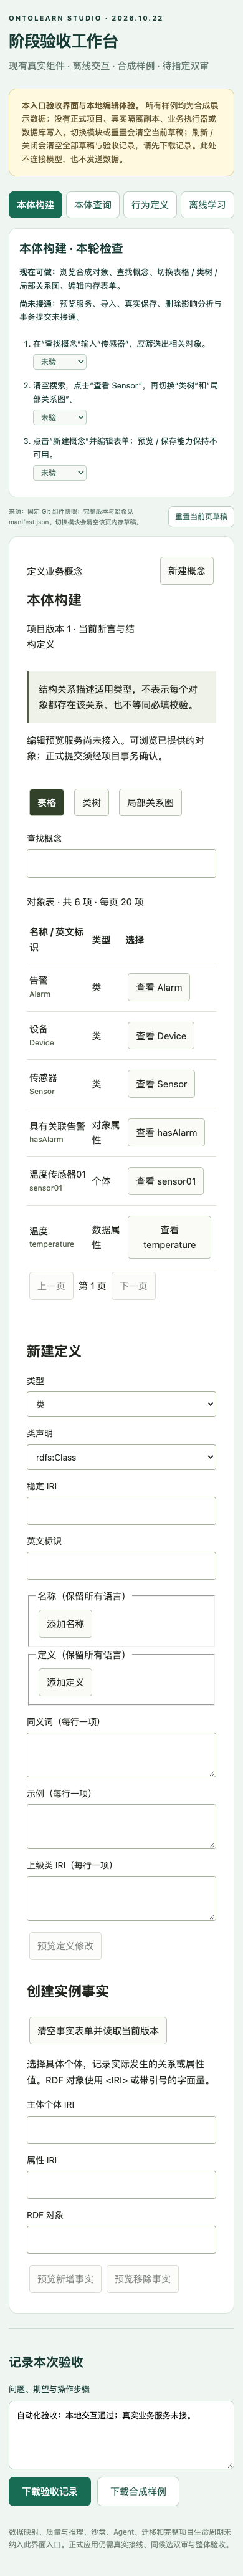 ONTOLEARN STUDIO · 2026.10.22
阶段验收工作台
现有真实组件 · 离线交互 · 合成样例 · 待指定双审
本入口验收界面与本地编辑体验。所有样例均为合成展
示数据；没有正式项目、真实隔离副本、业务执行器或
数据库写入。切换模块或重置会清空当前草稿；刷新 /
关闭会清空全部草稿与验收记录，请先下载记录。此处
不连接模型，也不发送数据。
本体构建
本体查询
行为定义
离线学习
本体构建 · 本轮检查
现在可做：浏览合成对象、查找概念、切换表格 / 类树 /
局部关系图、编辑内存表单。
尚未接通：预览服务、导入、真实保存、删除影响分析与
事务提交未接通。
1. 在“查找概念”输入“传感器”，应筛选出相关对象。
未验
2. 清空搜索，点击“查看 Sensor”，再切换“类树”和“局
部关系图”。
未验
3. 点击“新建概念”并编辑表单；预览 / 保存能力保持不
可用。
未验
来源：固定 Git 组件快照；完整版本与哈希见
manifest.json。切换模块会清空该页内存草稿。
重置当前页草稿
定义业务概念
新建概念
本体构建
项目版本 1 · 当前断言与结
构定义
结构关系描述适用类型，不表示每个对
象都存在该关系，也不等同必填校验。
编辑预览服务尚未接入。可浏览已提供的对
象；正式提交须经项目事务确认。
表格
类树
局部关系图
查找概念
对象表 · 共 6 项 · 每页 20 项
名称 / 英文标
识
类型
选择
告警
Alarm
类
查看 Alarm
设备
Device
类
查看 Device
传感器
Sensor
类
查看 Sensor
具有关联告警
hasAlarm
对象属
性
查看 hasAlarm
温度传感器01
sensor01
个体
查看 sensor01
温度
temperature
数据属
性
查看
temperature
上一页
第 1 页
下一页
新建定义
类型
类
类声明
rdfs:Class
稳定 IRI
英文标识
名称（保留所有语言）
添加名称
定义（保留所有语言）
添加定义
同义词（每行一项）
示例（每行一项）
上级类 IRI（每行一项）
预览定义修改
创建实例事实
清空事实表单并读取当前版本
选择具体个体，记录实际发生的关系或属性
值。RDF 对象使用 <IRI> 或带引号的字面量。
主体个体 IRI
属性 IRI
RDF 对象
预览新增事实
预览移除事实
记录本次验收
问题、期望与操作步骤
自动化验收：本地交互通过；真实业务服务未接。
下载验收记录
下载合成样例
数据映射、质量与推理、沙盘、Agent、迁移和完整项目生命周期未
纳入此界面入口。正式应用仍需真实接线、同候选双审与整体验收。